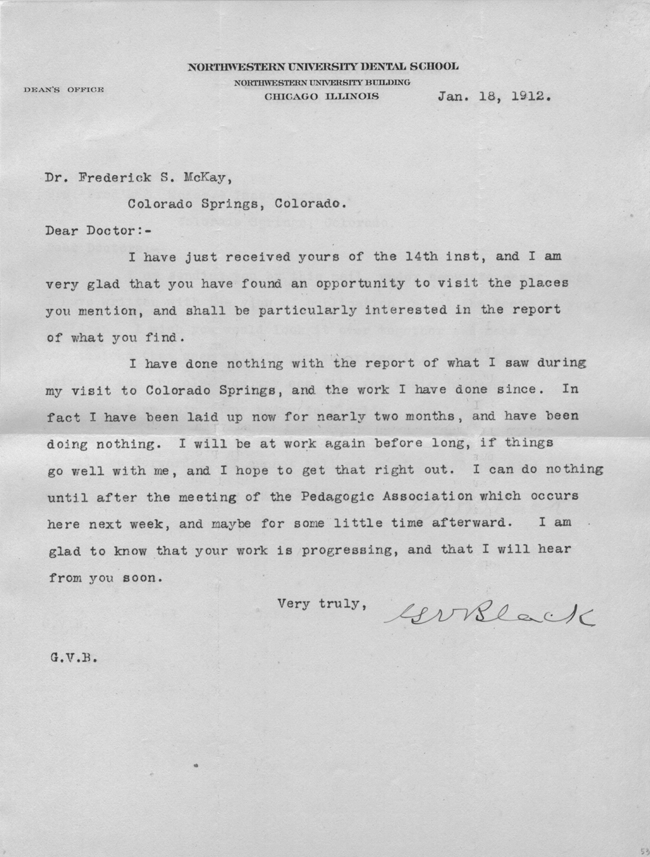 NORTHWESTERN UNIVERSITY DENTAL SCHOOL
NORTHWESTERN UNIVERSITY BUILDING
DEAN'S OFFICE
CHICAGO ILLINOIS
Jan. 18, 1912.
Dr. Frederick S. McKay,
Colorado Springs, Colorado.
Dear Doctor:-
I have just received yours of the 14th inst, and I am
very glad that you have found an opportunity to visit the places
you mention, and shall be particularly interested in the report
of what you find.
I have done nothing with the report of what I saw during
my visit to Colorado Springs, and the work I have done since. In
fact I have been laid up now for nearly two months, and have been
doing nothing. I will be at work again before long, if things
go well with me, and I hope to get that right out. I can do nothing
until after the meeting of the Pedagogic Association which occurs
here next week, and maybe for some little time afterward. I am
glad to know that your work is progressing, and that I will hear
from you soon.
Very truly,
GVBlack
G.V.B.